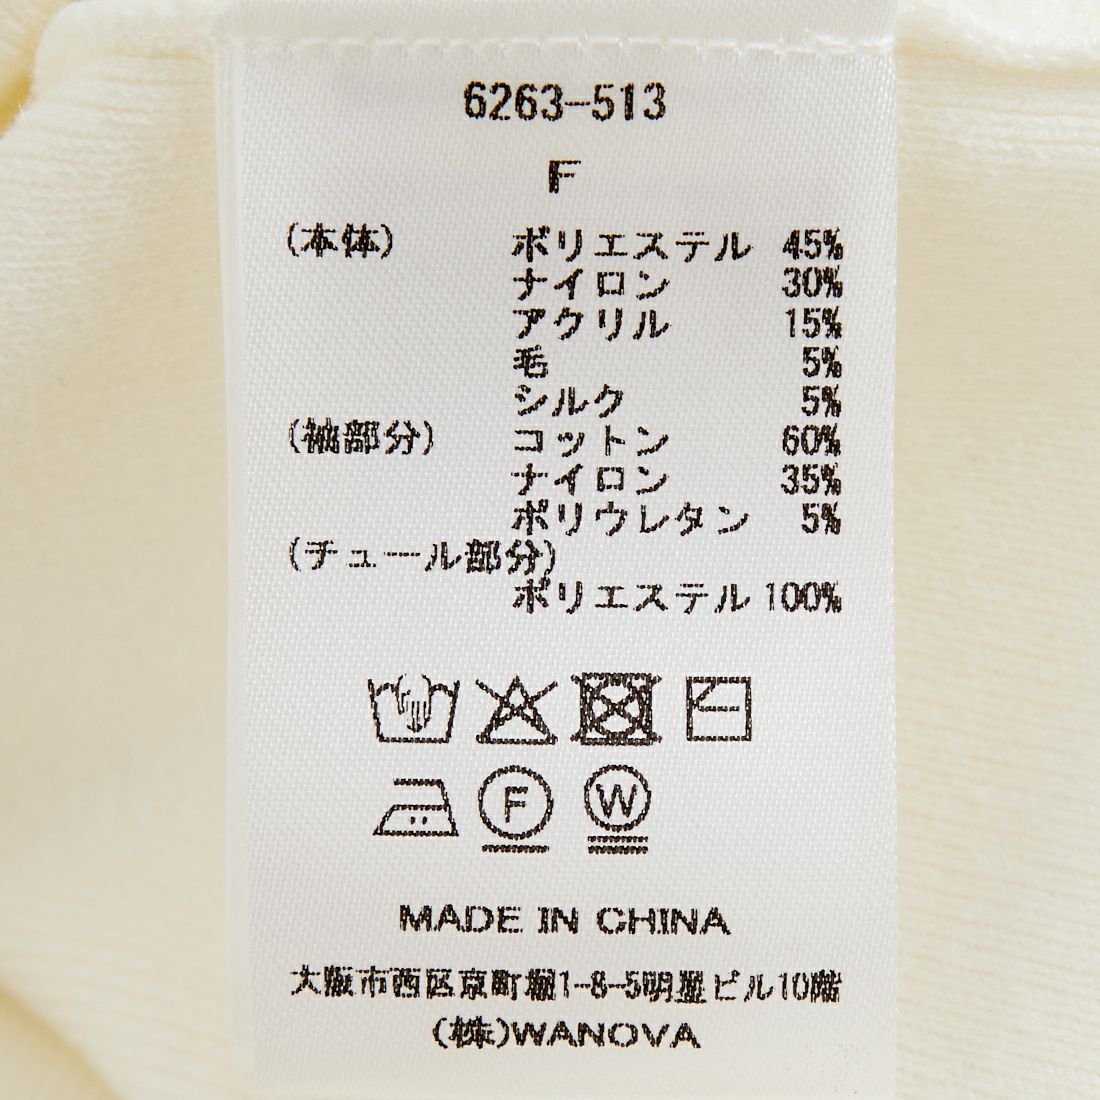 6263-513
F
(本体) ポリエステル 45%
ナイロン 30%
アクリル 15%
毛 5%
シルク 5%
(袖部分) コットン 60%
ナイロン 35%
ポリウレタン 5%
(チュール部分)
ポリエステル 100%
F W
MADE IN CHINA
大阪市西区京町堀1-8-5明星ビル10階
(株)WANOVA